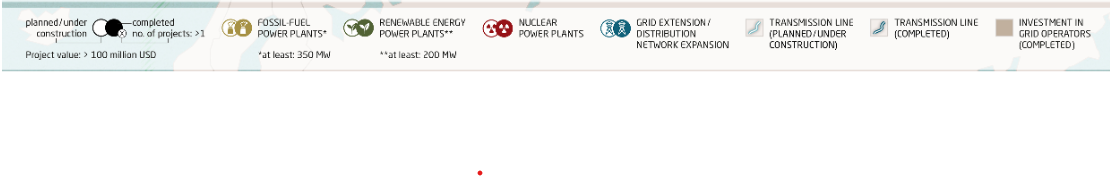 planned/under
construction
completed
no. of projects: >1
x
Project value: > 100 million USD
FOSSIL-FUEL
POWER PLANTS*
*at least: 350 MW
RENEWABLE ENERGY
POWER PLANTS**
**at least: 200 MW
NUCLEAR
POWER PLANTS
GRID EXTENSION/
DISTRIBUTION
NETWORK EXPANSION
TRANSMISSION LINE
(PLANNED/UNDER
CONSTRUCTION)
TRANSMISSION LINE
(COMPLETED)
INVESTMENT IN
GRID OPERATORS
(COMPLETED)